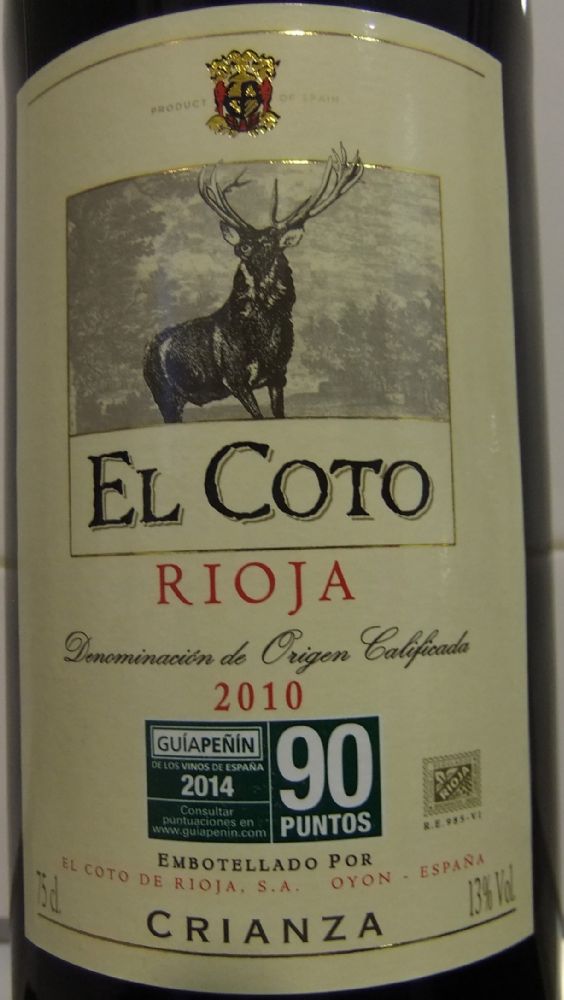 PRODUCT OF SPAIN
EL COTO
RIOJA
Denominación de Origen Calificada
2010
GUÍAPEÑÍN
DE LOS VINOS DE ESPAÑA
2014
Consultar
puntuaciones en
www.guiapenin.com
90
PUNTOS
RIOJA
R.E. 985-VI
EMBOTELLADO POR
EL COTO DE RIOJA, S.A. OYON - ESPAÑA
75 cl.
13% Vol.
CRIANZA